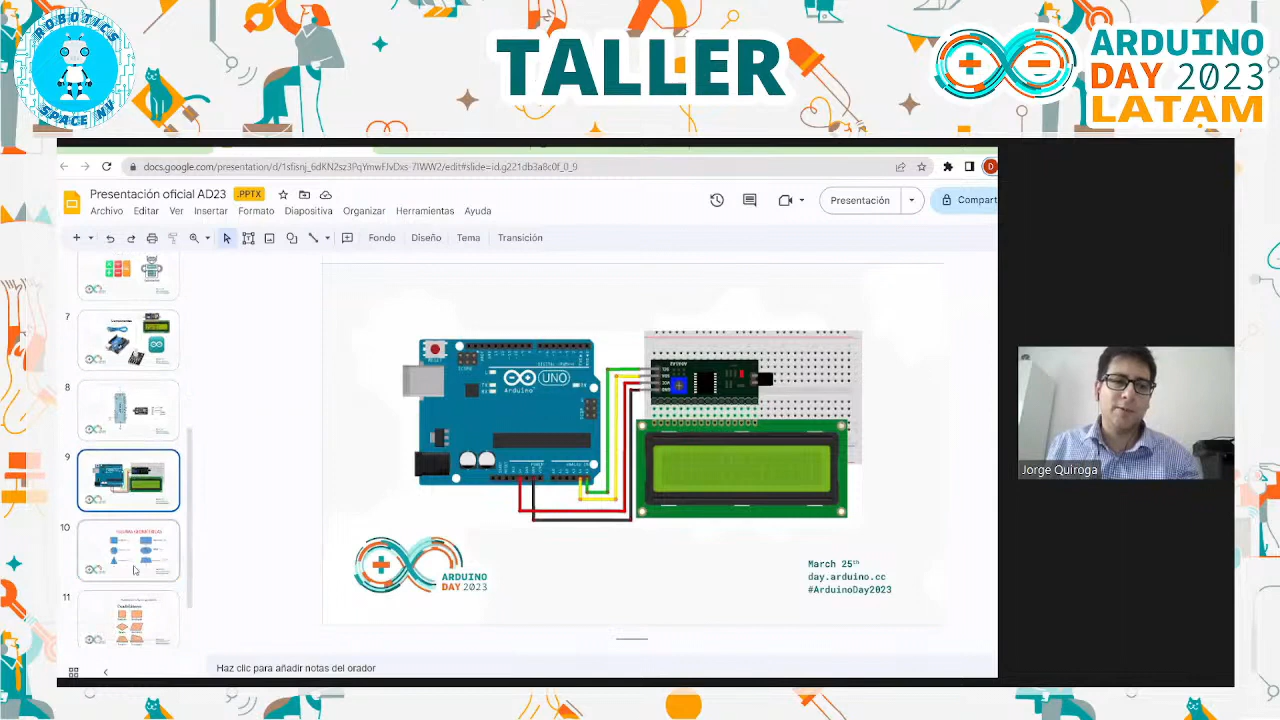 ROBOTICS
SPACE NV
TALLER
ARDUINO
DAY 2023
LATAM
docs.google.com/presentation/d/1sfisnj_6dKN2sz3PqYmwFJvDxs-7IWW2/edit#slide=id.g221db3a8c0f_0_9
Presentación oficial AD23 .PPTX
Archivo Editar Ver Insertar Formato Diapositiva Organizar Herramientas Ayuda
Presentación
Compart
Fondo Diseño Tema Transición
7
8
9
10
11
RESET
UNO
Arduino™
ARDUINO
DAY 2023
March 25th
day.arduino.cc
#ArduinoDay2023
Haz clic para añadir notas del orador
Jorge Quiroga